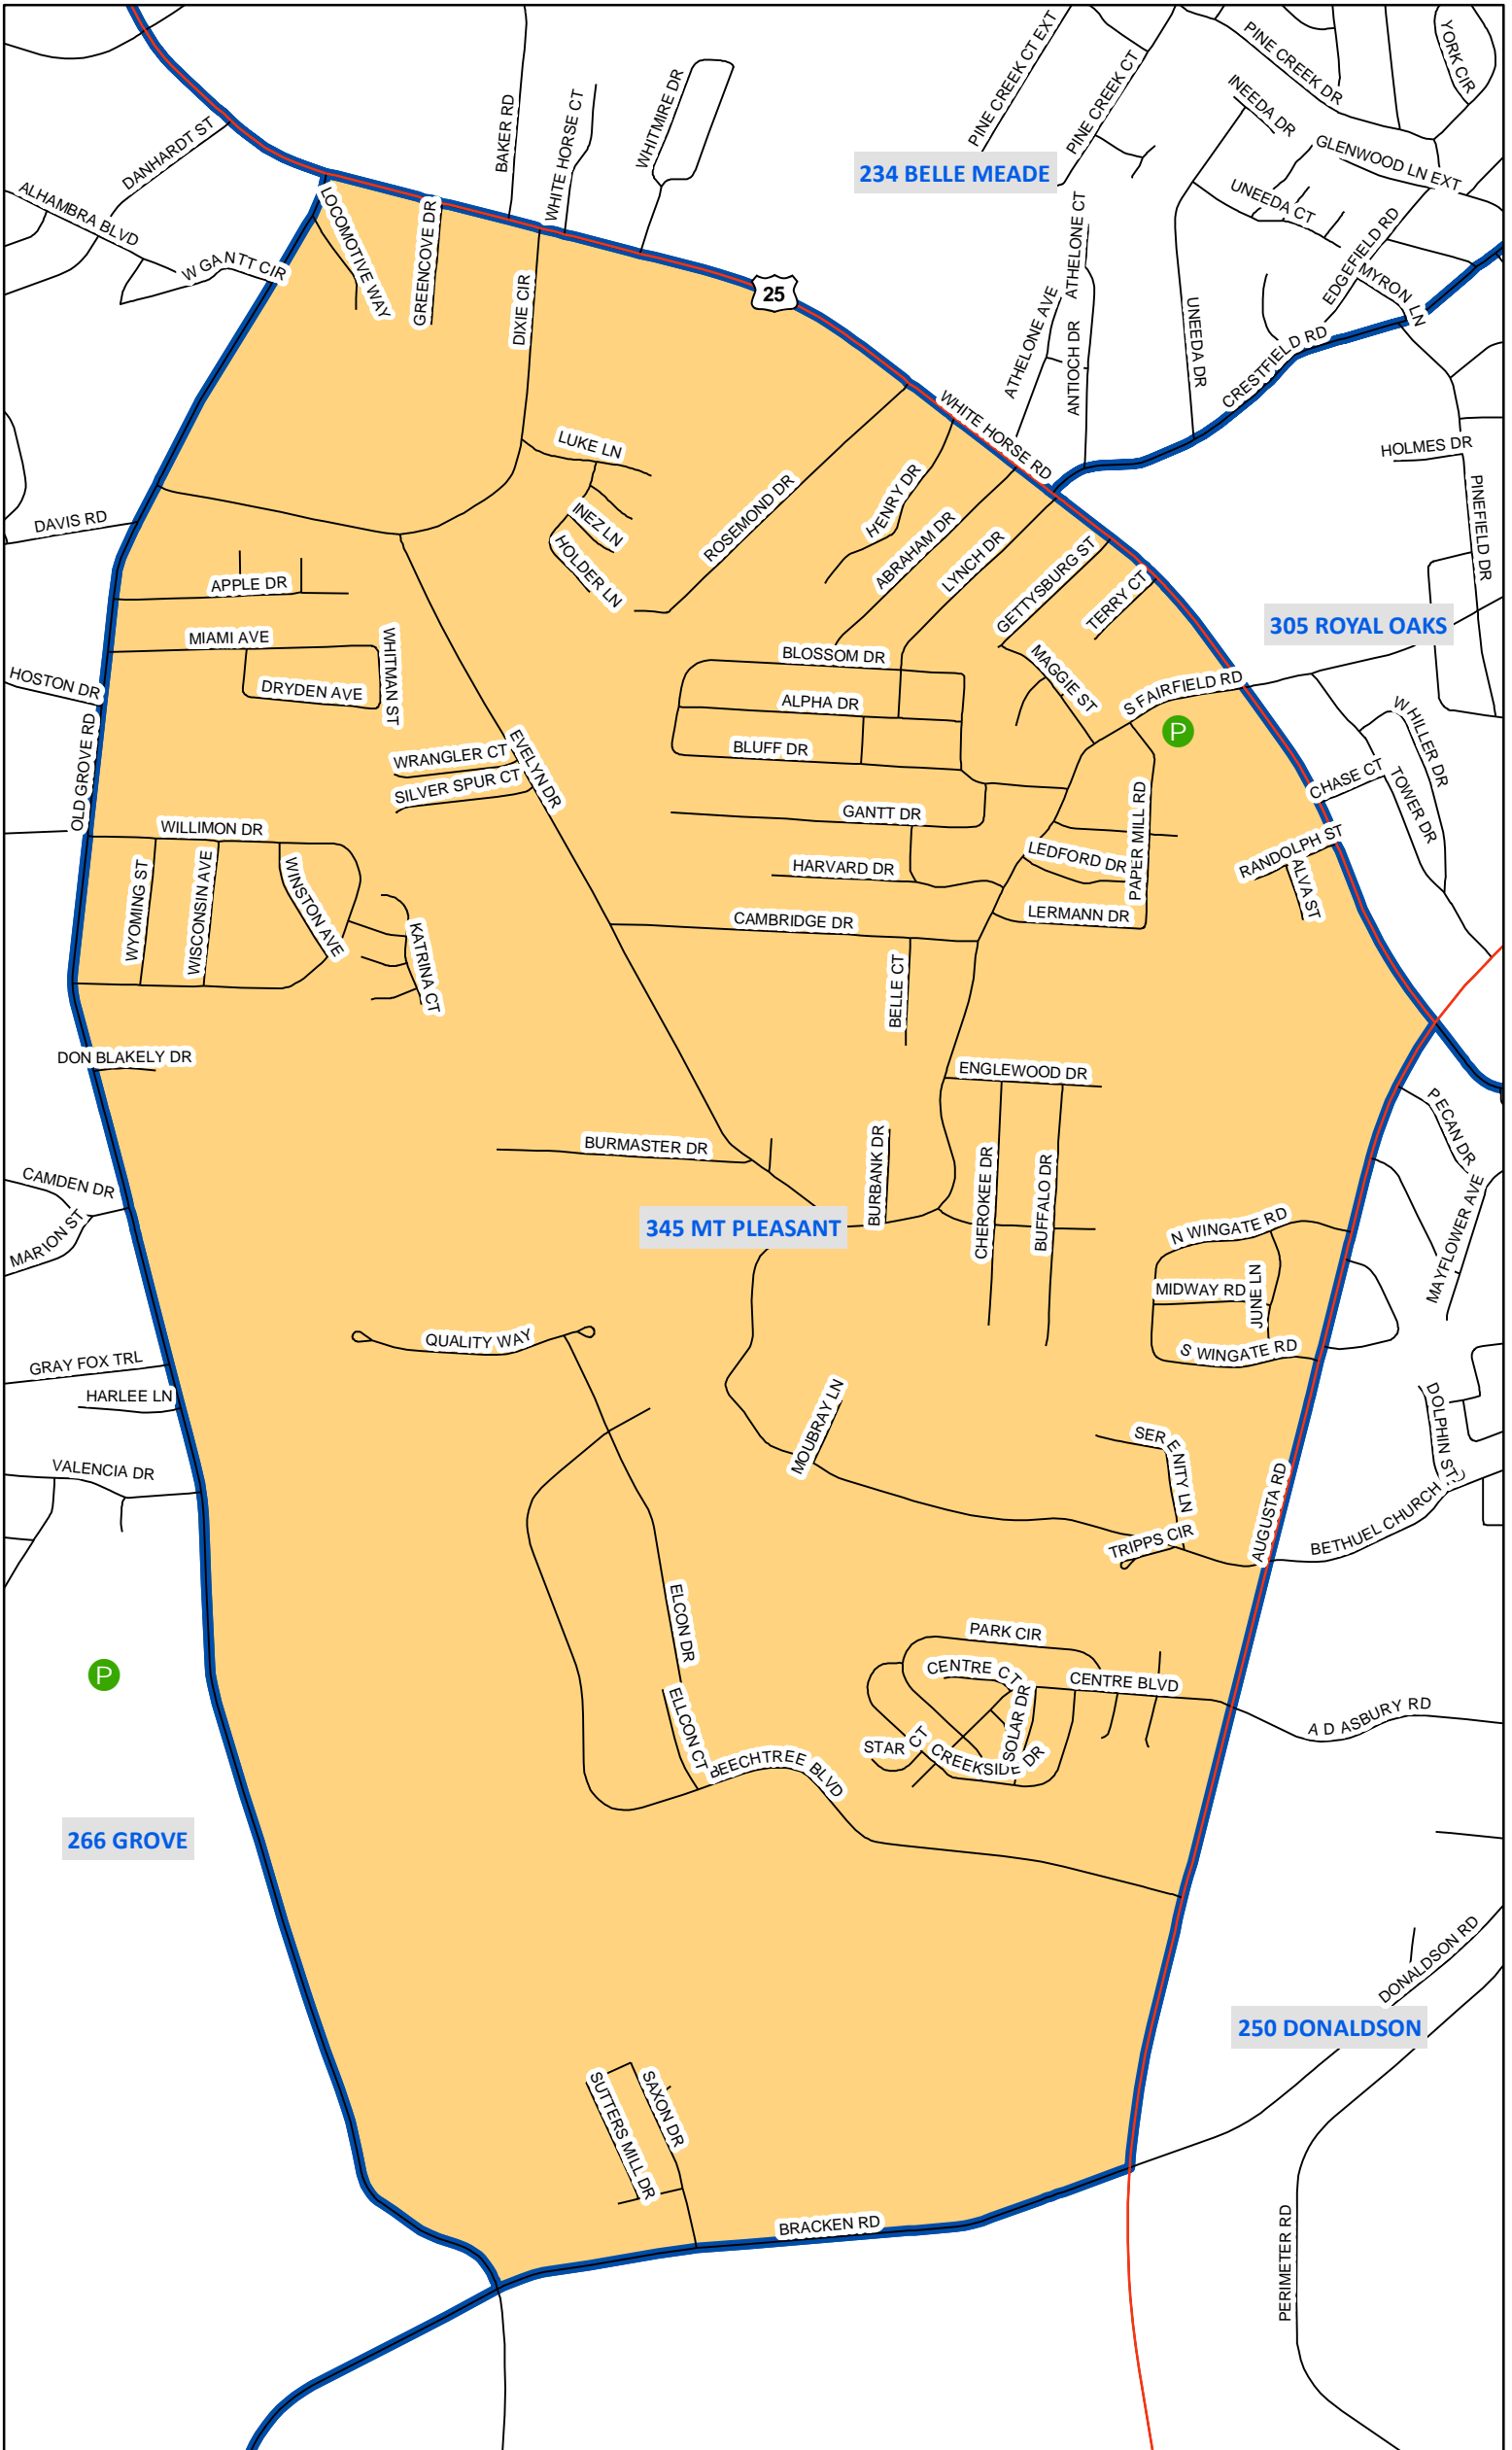 PINE CREEK CT EXT
PINE CREEK CT
PINE CREEK DR
YORK CIR
INEEDA DR
GLENWOOD LN EXT
UNEEDA CT
EDGEFIELD RD
MYRON LN
BAKER RD
WHITE HORSE CT
WHITMIRE DR
DANHARDT ST
ALHAMBRA BLVD
W GANTT CIR
LOCOMOTIVE WAY
GREENCOVE DR
DIXIE CIR
234 BELLE MEADE
25
ATHELONE CT
ATHELONE AVE
ANTIOCH DR
UNEEDA DR
CRESTFIELD RD
WHITE HORSE RD
HOLMES DR
PINEFIELD DR
LUKE LN
INEZ LN
HOLDER LN
ROSEMOND DR
HENRY DR
ABRAHAM DR
LYNCH DR
GETTYSBURG ST
TERRY CT
DAVIS RD
APPLE DR
MIAMI AVE
WHITMAN ST
DRYDEN AVE
HOSTON DR
OLD GROVE RD
305 ROYAL OAKS
BLOSSOM DR
MAGGIE ST
S FAIRFIELD RD
ALPHA DR
P
BLUFF DR
WRANGLER CT
SILVER SPUR CT
EVELYN DR
W HILLER DR
CHASE CT
TOWER DR
WILLIMON DR
GANTT DR
PAPER MILL RD
LEDFORD DR
RANDOLPH ST
ALVA ST
WYOMING ST
WISCONSIN AVE
WINSTON AVE
HARVARD DR
LERMANN DR
CAMBRIDGE DR
KATRINA CT
BELLE CT
DON BLAKELY DR
ENGLEWOOD DR
PECAN DR
BURMASTER DR
BURBANK DR
CHEROKEE DR
BUFFALO DR
CAMDEN DR
MARION ST
345 MT PLEASANT
N WINGATE RD
MAYFLOWER AVE
MIDWAY RD
JUNE LN
S WINGATE RD
QUALITY WAY
GRAY FOX TRL
HARLEE LN
MOUBRAY LN
DOLPHIN ST
VALENCIA DR
SERENITY LN
AUGUSTA RD
BETHUEL CHURCH
TRIPPS CIR
ELCON DR
PARK CIR
CENTRE CT
CENTRE BLVD
P
ELLCON CT
SOLAR DR
A D ASBURY RD
STAR CT
CREEKSIDE DR
BEECHTREE BLVD
266 GROVE
DONALDSON RD
250 DONALDSON
SUTTERS MILL DR
SAXON DR
BRACKEN RD
PERIMETER RD